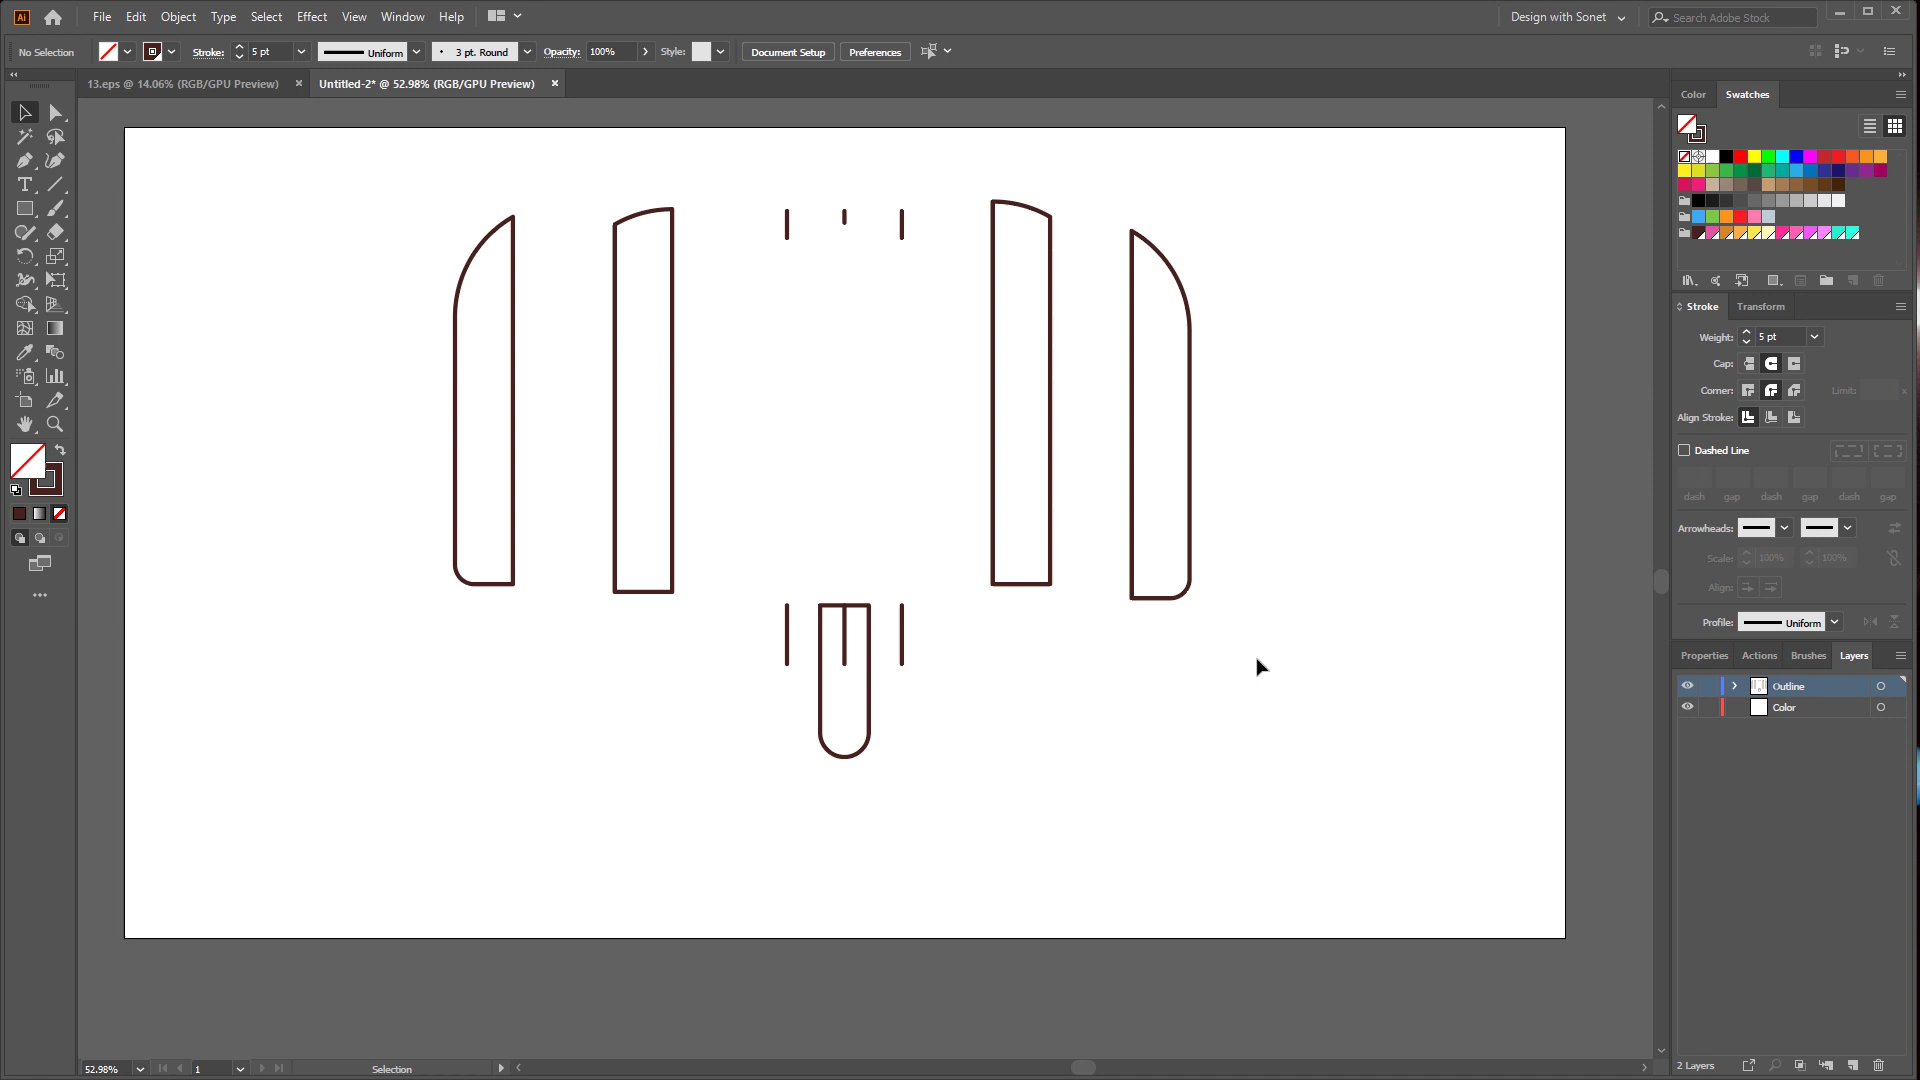 Ai File Edit Object Type Select Effect View Window Help Design with Sonet Search Adobe Stock
No Selection Stroke: 5 pt Uniform 3 pt. Round Opacity: 100% Style: Document Setup Preferences
13.eps @ 14.06% (RGB/GPU Preview) × Untitled-2* @ 52.98% (RGB/GPU Preview) ×
Color Swatches
Stroke Transform
Weight: 5 pt
Cap:
Corner: Limit: x
Align Stroke:
Dashed Line
dash gap dash gap dash gap
Arrowheads:
Scale: 100% 100%
Align:
Profile: Uniform
Properties Actions Brushes Layers
Outline
Color
2 Layers
52.98% 1 Selection